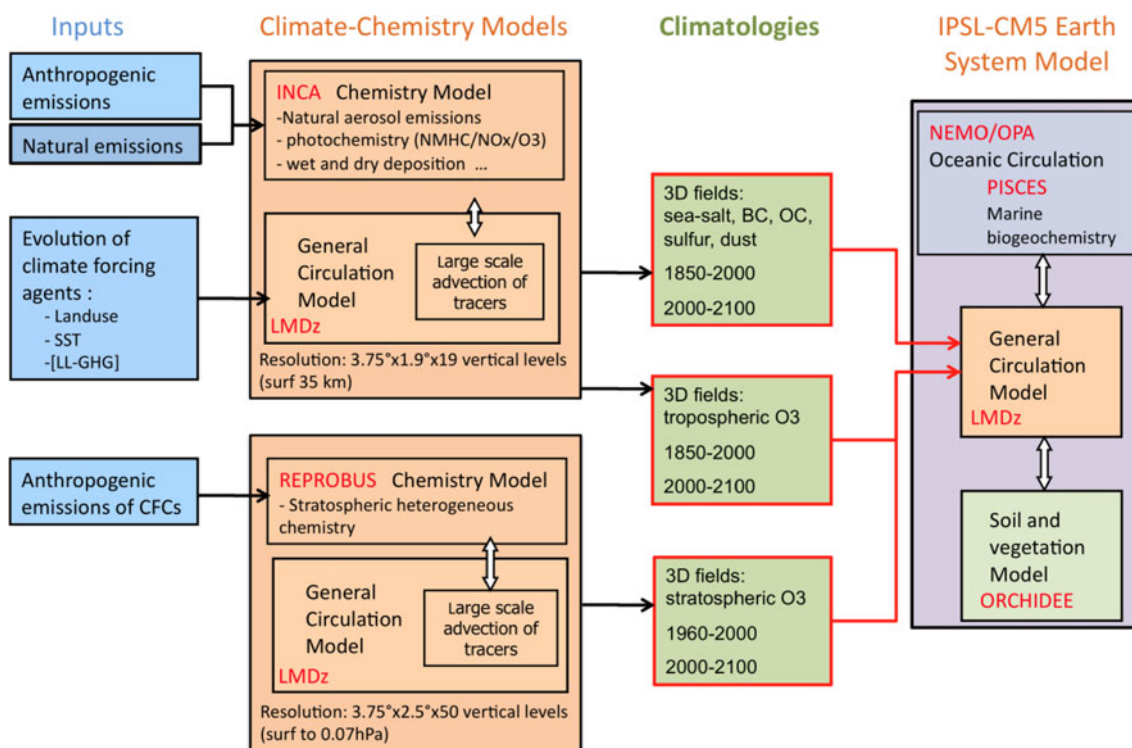 Inputs
Anthropogenic
emissions
Natural emissions
Evolution of
climate forcing
agents :
- Landuse
- SST
- [LL-GHG]
Anthropogenic
emissions of CFCs
Climate-Chemistry Models
INCA Chemistry Model
-Natural aerosol emissions
- photochemistry (NMHC/NOx/O3)
- wet and dry deposition ...
General
Circulation
Model
LMDz
Large scale
advection of
tracers
Resolution: 3.75°x1.9°x19 vertical levels
(surf 35 km)
REPROBUS Chemistry Model
- Stratospheric heterogeneous
chemistry
General
Circulation
Model
LMDz
Large scale
advection of
tracers
Resolution: 3.75°x2.5°x50 vertical levels
(surf to 0.07hPa)
Climatologies
3D fields:
sea-salt, BC, OC,
sulfur, dust
1850-2000
2000-2100
3D fields:
tropospheric O3
1850-2000
2000-2100
3D fields:
stratospheric O3
1960-2000
2000-2100
IPSL-CM5 Earth
System Model
NEMO/OPA
Oceanic Circulation
PISCES
Marine
biogeochemistry
General
Circulation
Model
LMDz
Soil and
vegetation
Model
ORCHIDEE